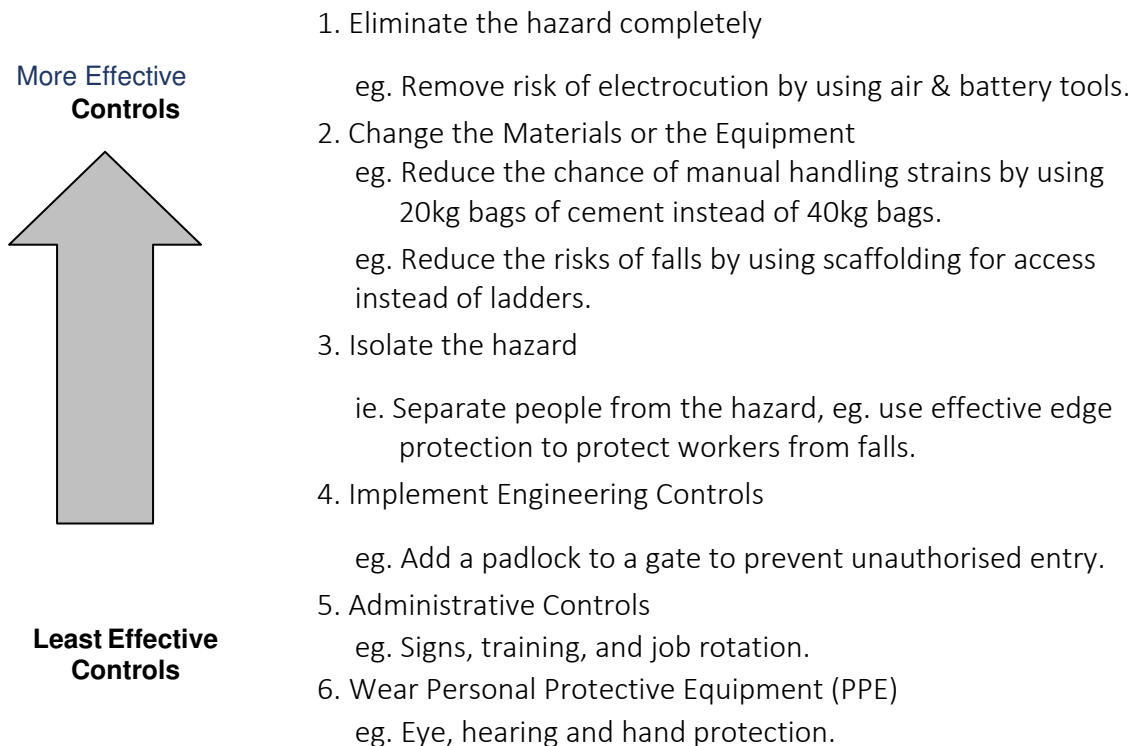 1. Eliminate the hazard completely
More Effective
Controls
eg. Remove risk of electrocution by using air & battery tools.
2. Change the Materials or the Equipment
eg. Reduce the chance of manual handling strains by using
20kg bags of cement instead of 40kg bags.
eg. Reduce the risks of falls by using scaffolding for access
instead of ladders.
3. Isolate the hazard
ie. Separate people from the hazard, eg. use effective edge
protection to protect workers from falls.
4. Implement Engineering Controls
eg. Add a padlock to a gate to prevent unauthorised entry.
5. Administrative Controls
eg. Signs, training, and job rotation.
Least Effective
Controls
6. Wear Personal Protective Equipment (PPE)
eg. Eye, hearing and hand protection.